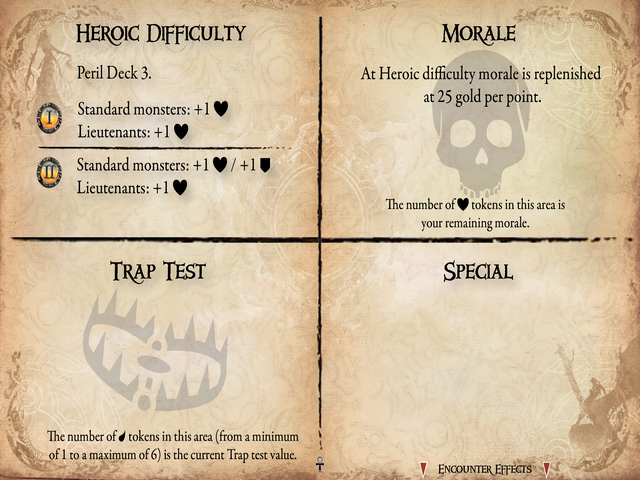 HEROIC DIFFICULTY
Peril Deck 3.
I
Standard monsters: +1
Lieutenants: +1
II
Standard monsters: +1 / +1
Lieutenants: +1
MORALE
At Heroic difficulty morale is replenished
at 25 gold per point.
The number of tokens in this area is
your remaining morale.
TRAP TEST
The number of tokens in this area (from a minimum
of 1 to a maximum of 6) is the current Trap test value.
SPECIAL
ENCOUNTER EFFECTS